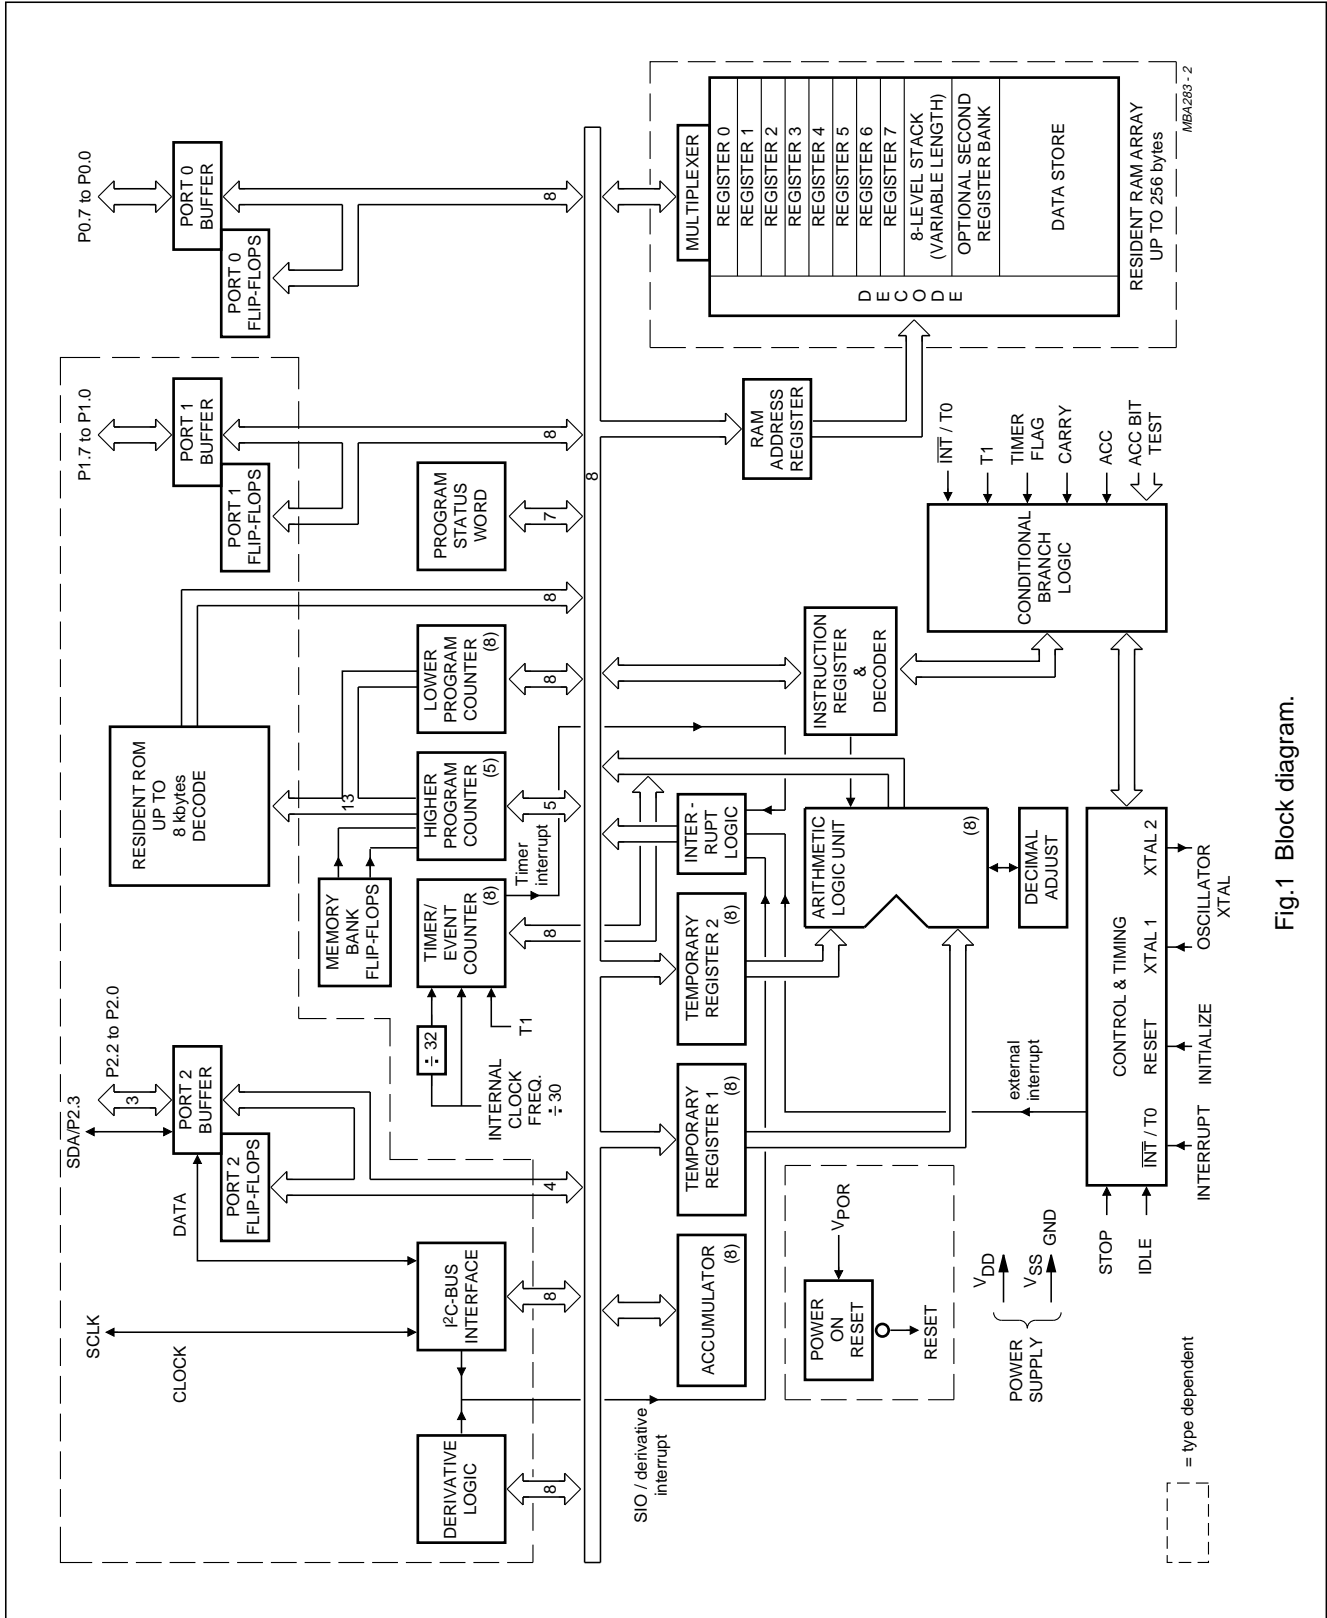 SCLK
SDA/P2.3
P2.2 to P2.0
3
P1.7 to P1.0
P0.7 to P0.0
CLOCK
DATA
PORT 2
BUFFER
PORT 2
FLIP-FLOPS
RESIDENT ROM
UP TO
8 kbytes
DECODE
PORT 1
BUFFER
PORT 1
FLIP-FLOPS
PORT 0
BUFFER
PORT 0
FLIP-FLOPS
MEMORY
BANK
FLIP-FLOPS
13
DERIVATIVE
LOGIC
I²C-BUS
INTERFACE
INTERNAL
CLOCK
FREQ.
÷ 30
÷ 32
T1
TIMER/
EVENT
COUNTER
(8)
Timer
interrupt
HIGHER
PROGRAM
COUNTER
(5)
LOWER
PROGRAM
COUNTER
(8)
PROGRAM
STATUS
WORD
8
8
4
8
5
8
8
7
8
8
8
SIO / derivative
interrupt
ACCUMULATOR
(8)
TEMPORARY
REGISTER 1
(8)
TEMPORARY
REGISTER 2
(8)
INTER -
RUPT
LOGIC
RAM
ADDRESS
REGISTER
MULTIPLEXER
REGISTER 0
REGISTER 1
REGISTER 2
REGISTER 3
REGISTER 4
REGISTER 5
REGISTER 6
REGISTER 7
8-LEVEL STACK
(VARIABLE LENGTH)
OPTIONAL SECOND
REGISTER BANK
DATA STORE
D
E
C
O
D
E
RESIDENT RAM ARRAY
UP TO 256 bytes
MBA283 - 2
POWER
ON
RESET
VPOR
RESET
ARITHMETIC
LOGIC UNIT
(8)
INSTRUCTION
REGISTER
&
DECODER
DECIMAL
ADJUST
CONDITIONAL
BRANCH
LOGIC
INT / T0
T1
TIMER
FLAG
CARRY
ACC
ACC BIT
TEST
POWER
SUPPLY
VDD
VSS
GND
external
interrupt
STOP
IDLE
CONTROL & TIMING
INT / T0
RESET
XTAL 1
XTAL 2
INTERRUPT
INITIALIZE
OSCILLATOR
XTAL
= type dependent
Fig.1 Block diagram.